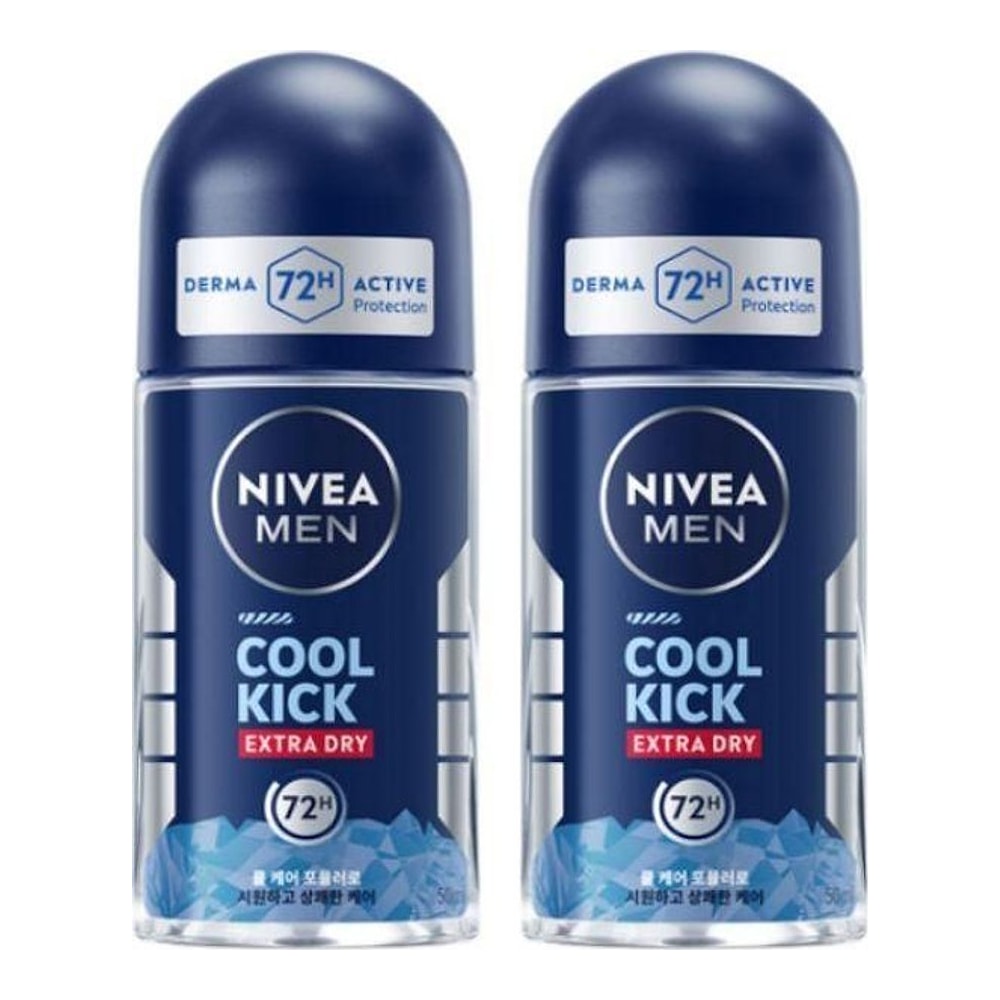 DERMA 72H ACTIVE
Protection
NIVEA
MEN
COOL
KICK
EXTRA DRY
72H
쿨 케어 포뮬러로
시원하고 상쾌한 케어
DERMA 72H ACTIVE
Protection
NIVEA
MEN
COOL
KICK
EXTRA DRY
72H
쿨 케어 포뮬러로
시원하고 상쾌한 케어